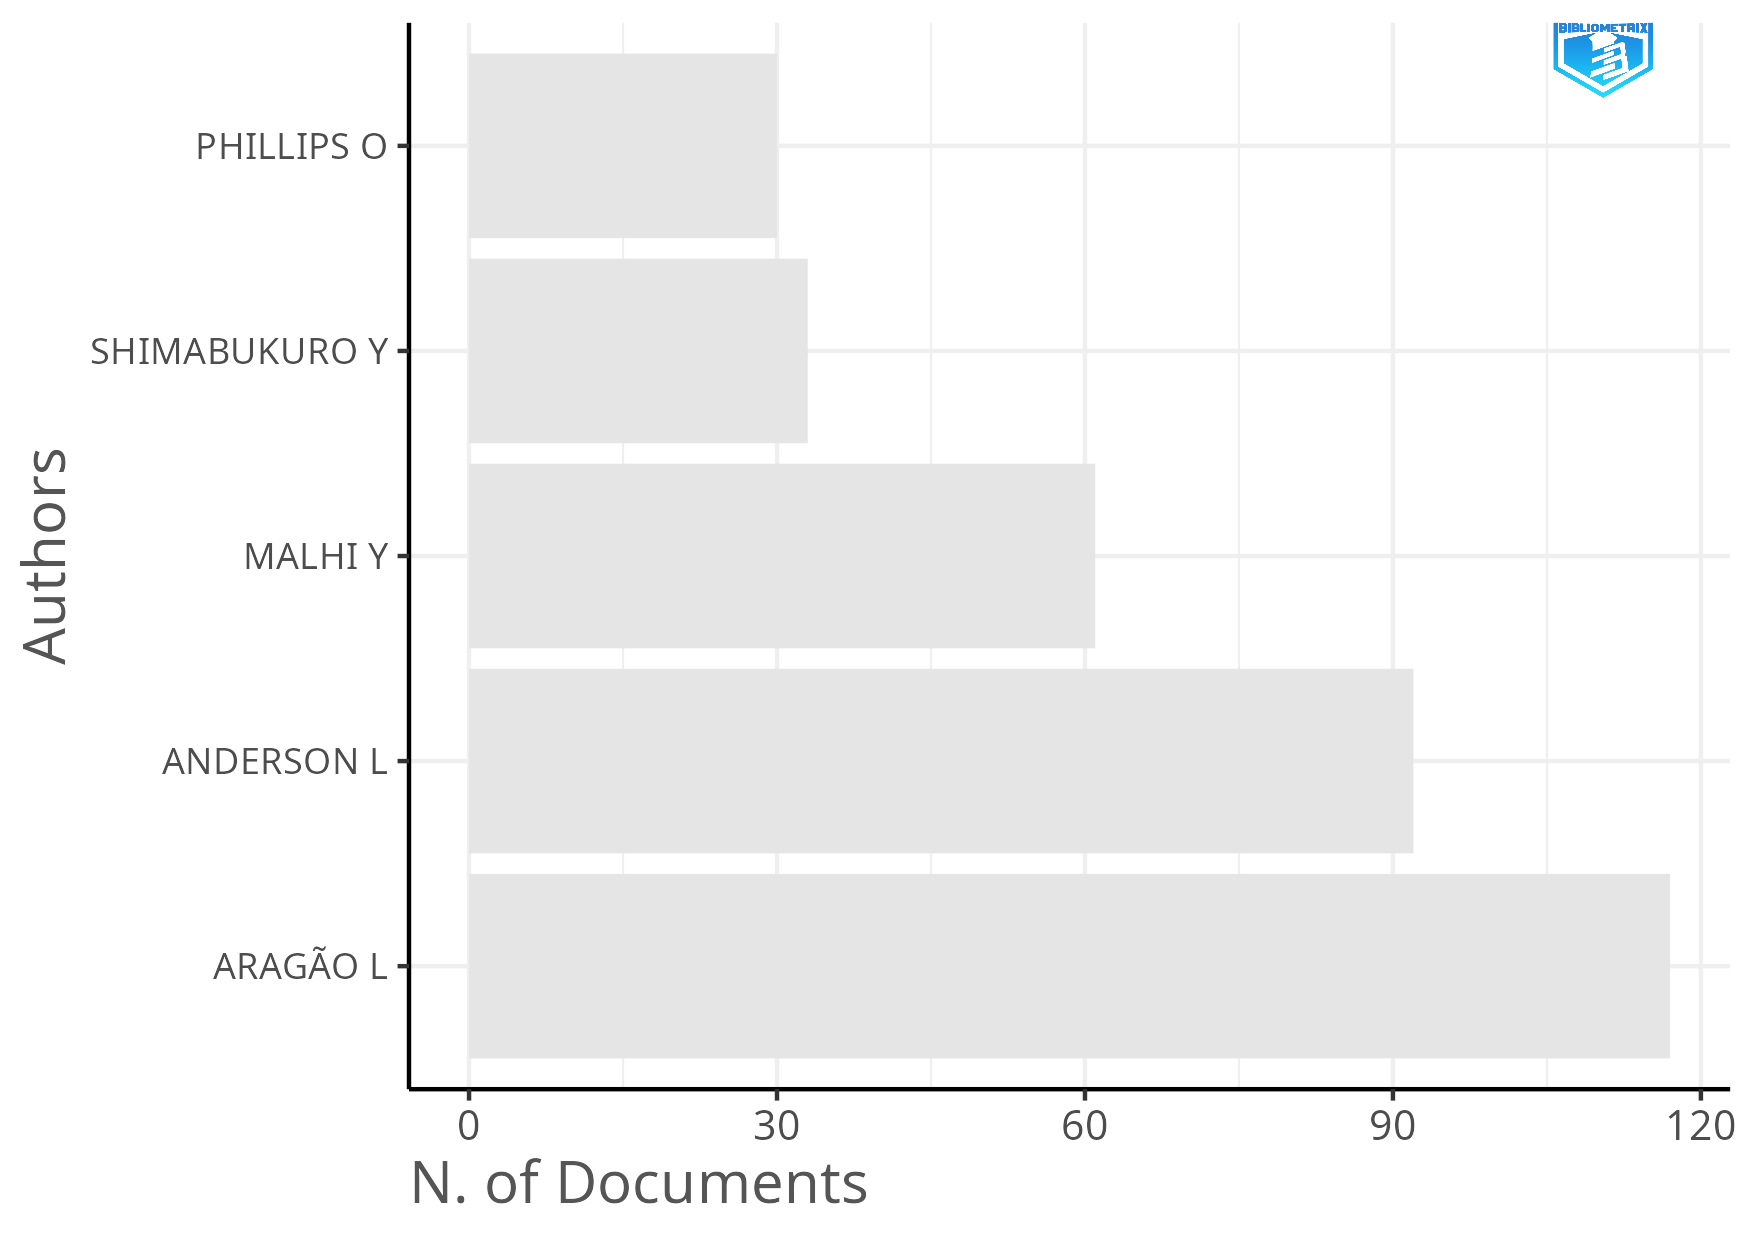 BIBLIOMETRIX
PHILLIPS O
SHIMABUKURO Y
MALHI Y
ANDERSON L
ARAGÃO L
Authors
0 30 60 90 120
N. of Documents